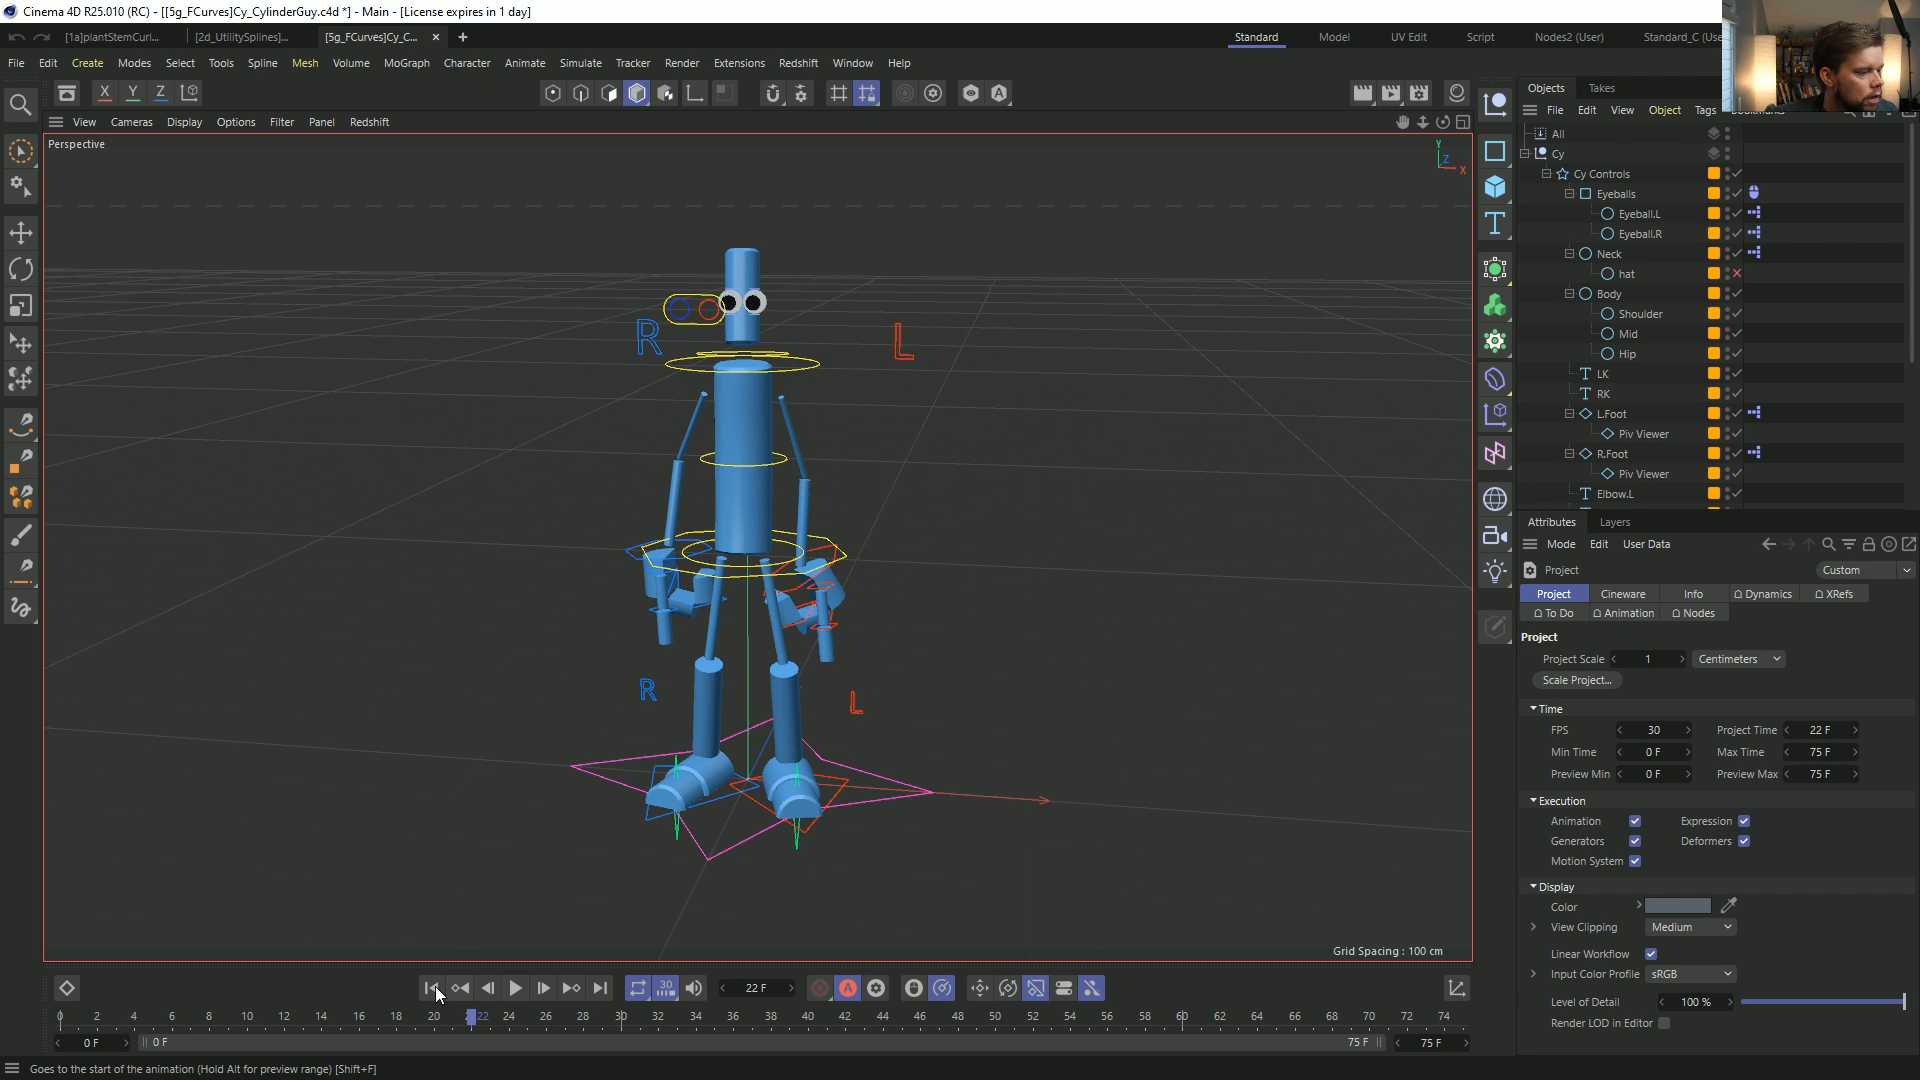 Cinema 4D R25.010 (RC) - [[5g_FCurves]Cy_CylinderGuy.c4d *] - Main - [License expires in 1 day]
[1a]plantStemCurl... [2d_UtilitySplines]... [5g_FCurves]Cy_C... × +
Standard Model UV Edit Script Nodes2 (User) Standard_C (Use
File Edit Create Modes Select Tools Spline Mesh Volume MoGraph Character Animate Simulate Tracker Render Extensions Redshift Window Help
X Y Z
View Cameras Display Options Filter Panel Redshift
Perspective
Y
Z
X
R
L
R
L
Grid Spacing : 100 cm
Objects Takes
File Edit View Object Tags
All
Cy
Cy Controls
Eyeballs
Eyeball.L
Eyeball.R
Neck
hat
Body
Shoulder
Mid
Hip
LK
RK
L.Foot
Piv Viewer
R.Foot
Piv Viewer
Elbow.L
Attributes Layers
Mode Edit User Data
Project Custom
Project Cineware Info Dynamics XRefs
To Do Animation Nodes
Project
Project Scale 1 Centimeters
Scale Project...
Time
FPS 30 Project Time 22 F
Min Time 0 F Max Time 75 F
Preview Min 0 F Preview Max 75 F
Execution
Animation Expression
Generators Deformers
Motion System
Display
Color
View Clipping Medium
Linear Workflow
Input Color Profile sRGB
Level of Detail 100 %
Render LOD in Editor
30 22 F A
0 2 4 6 8 10 12 14 16 18 20 22 24 26 28 30 32 34 36 38 40 42 44 46 48 50 52 54 56 58 60 62 64 66 68 70 72 74
0 F 0 F 75 F 75 F
Goes to the start of the animation (Hold Alt for preview range) [Shift+F]